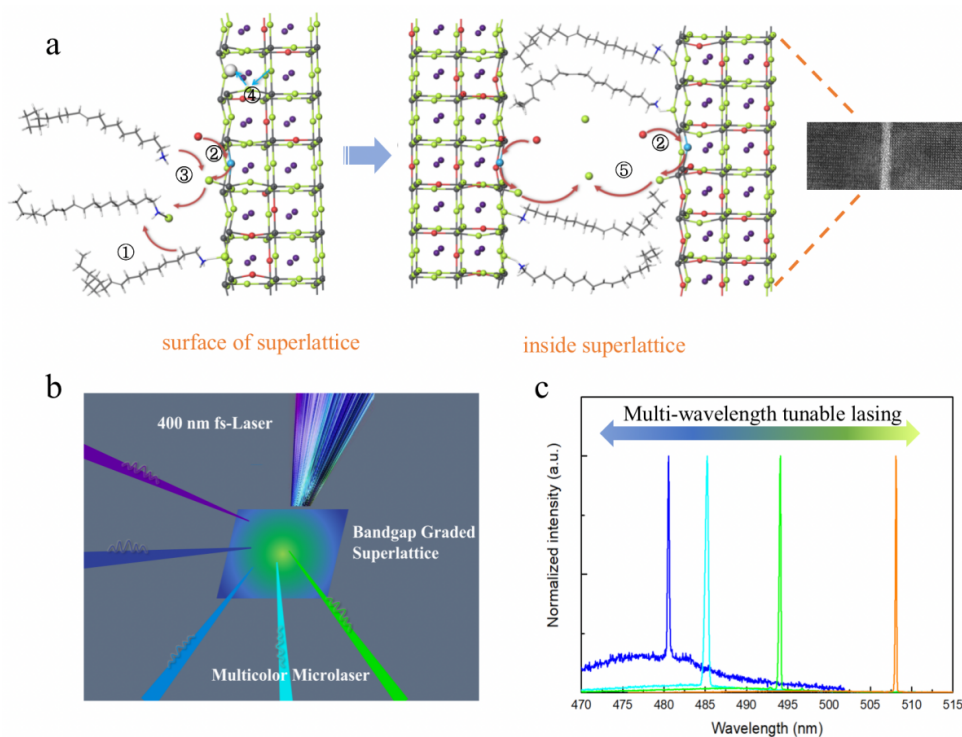 a
④
②
③
①
②
⑤
surface of superlattice
inside superlattice
b
400 nm fs-Laser
Bandgap Graded
Superlattice
Multicolor Microlaser
c
Multi-wavelength tunable lasing
Normalized intensity (a.u.)
470 475 480 485 490 495 500 505 510 515
Wavelength (nm)